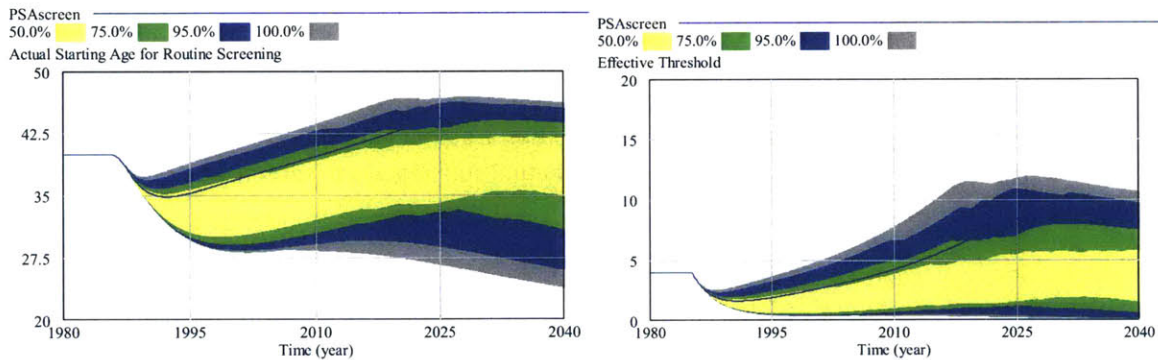 PSAscreen
50.0% 75.0% 95.0% 100.0%
Actual Starting Age for Routine Screening
50
42.5
35
27.5
20
1980 1995 2010 2025 2040
Time (year)
PSAscreen
50.0% 75.0% 95.0% 100.0%
Effective Threshold
20
15
10
5
0
1980 1995 2010 2025 2040
Time (year)